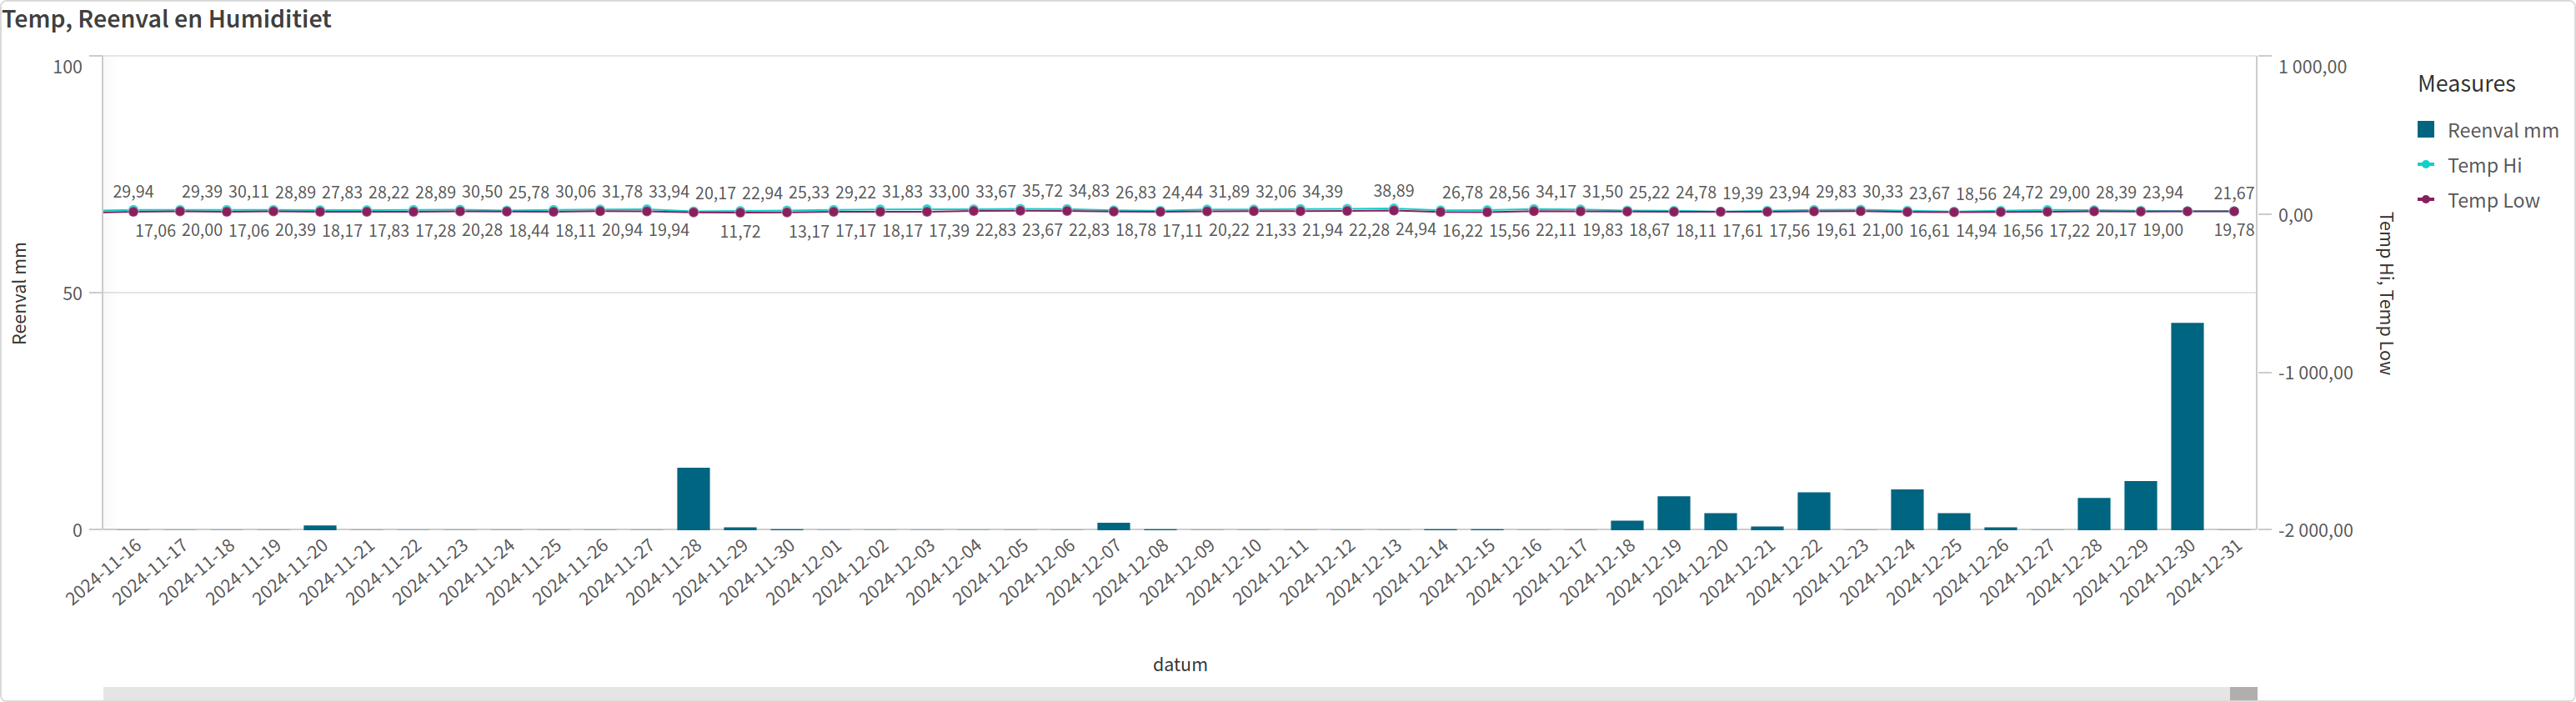 Temp, Reenval en Humiditiet
100
50
0
Reenval mm
1 000,00
0,00
-1 000,00
-2 000,00
Temp Hi, Temp Low
Measures
Reenval mm
Temp Hi
Temp Low
29,94 29,39 30,11 28,89 27,83 28,22 28,89 30,50 25,78 30,06 31,78 33,94 20,17 22,94 25,33 29,22 31,83 33,00 33,67 35,72 34,83 26,83 24,44 31,89 32,06 34,39 38,89 26,78 28,56 34,17 31,50 25,22 24,78 19,39 23,94 29,83 30,33 23,67 18,56 24,72 29,00 28,39 23,94 21,67
17,06 20,00 17,06 20,39 18,17 17,83 17,28 20,28 18,44 18,11 20,94 19,94 11,72 13,17 17,17 18,17 17,39 22,83 23,67 22,83 18,78 17,11 20,22 21,33 21,94 22,28 24,94 16,22 15,56 22,11 19,83 18,67 18,11 17,61 17,56 19,61 21,00 16,61 14,94 16,56 17,22 20,17 19,00 19,78
2024-11-16 2024-11-17 2024-11-18 2024-11-19 2024-11-20 2024-11-21 2024-11-22 2024-11-23 2024-11-24 2024-11-25 2024-11-26 2024-11-27 2024-11-28 2024-11-29 2024-11-30 2024-12-01 2024-12-02 2024-12-03 2024-12-04 2024-12-05 2024-12-06 2024-12-07 2024-12-08 2024-12-09 2024-12-10 2024-12-11 2024-12-12 2024-12-13 2024-12-14 2024-12-15 2024-12-16 2024-12-17 2024-12-18 2024-12-19 2024-12-20 2024-12-21 2024-12-22 2024-12-23 2024-12-24 2024-12-25 2024-12-26 2024-12-27 2024-12-28 2024-12-29 2024-12-30 2024-12-31
datum